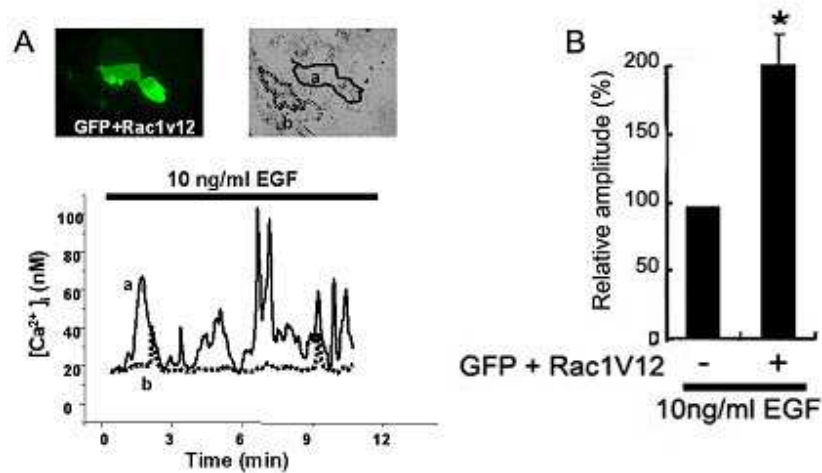 A
GFP+Rac1v12
a
b
10 ng/ml EGF
[Ca²⁺]i (nM)
100
80
60
40
20
0
a
b
0 3 6 9 12
Time (min)
B
*
Relative amplitude (%)
200
150
100
50
0
GFP + Rac1V12 - +
10ng/ml EGF